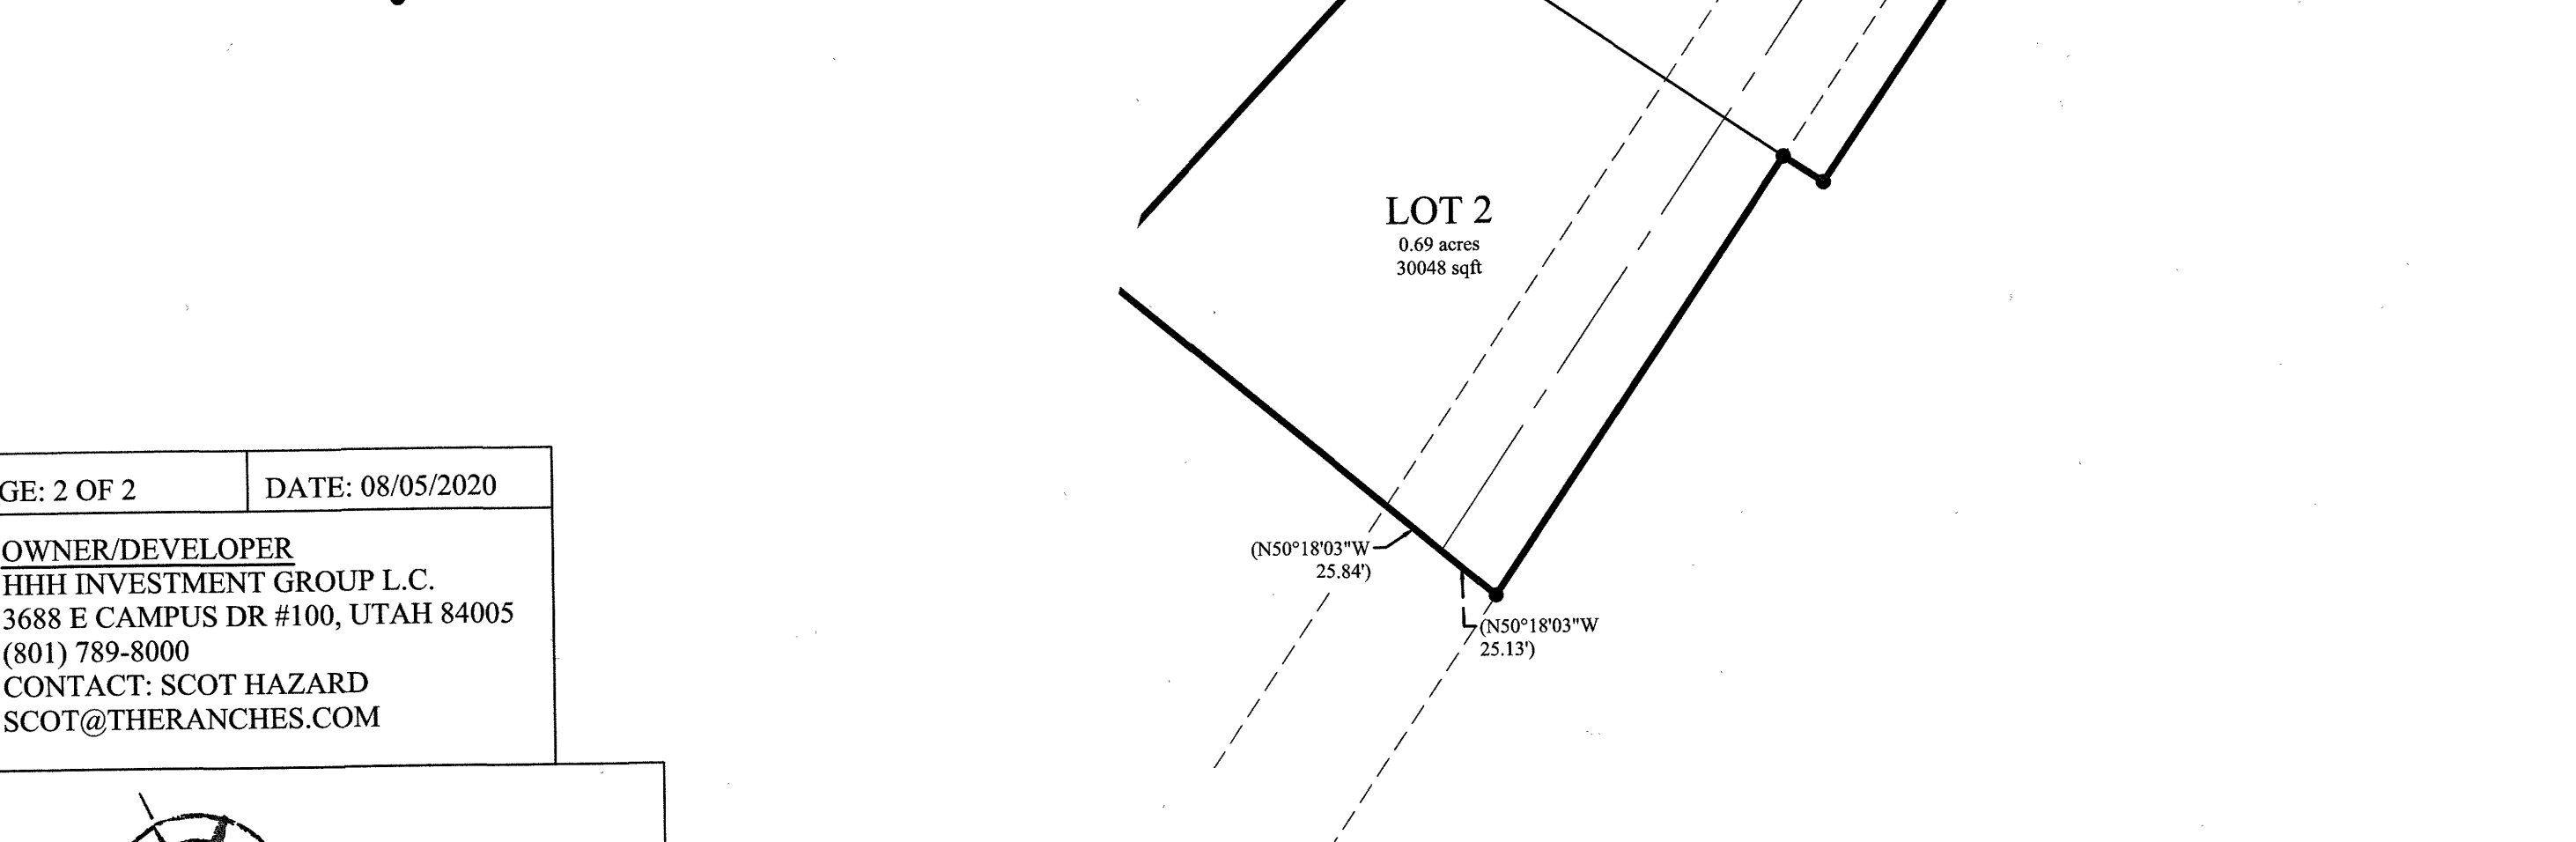 LOT 2
0.69 acres
30048 sqft
GE: 2 OF 2
DATE: 08/05/2020
OWNER/DEVELOPER
HHH INVESTMENT GROUP L.C.
3688 E CAMPUS DR #100, UTAH 84005
(801) 789-8000
CONTACT: SCOT HAZARD
SCOT@THERANCHES.COM
(N50°18'03"W
25.84')
(N50°18'03"W
25.13')